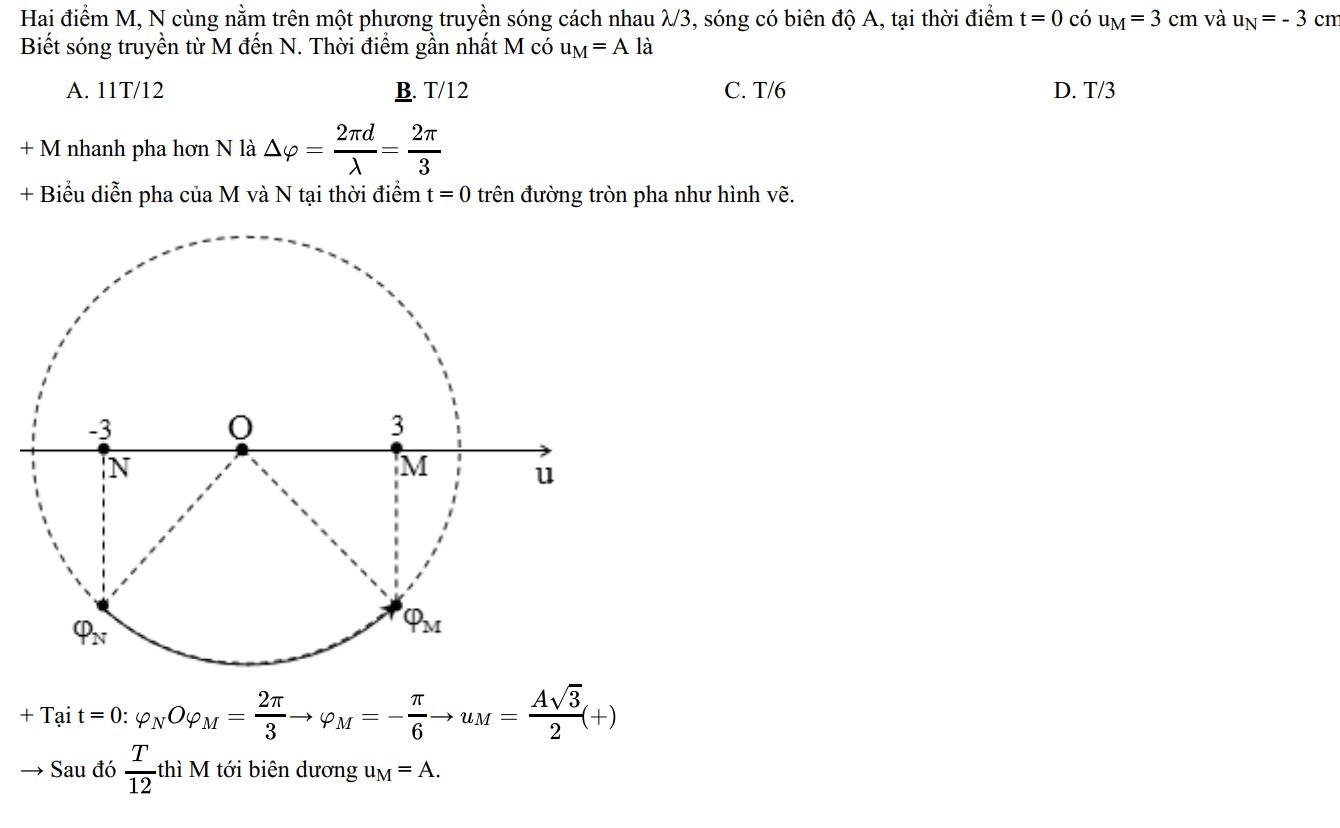 Hai điểm M, N cùng nằm trên một phương truyền sóng cách nhau λ/3, sóng có biên độ A, tại thời điểm t = 0 có uM = 3 cm và uN = - 3 cm
Biết sóng truyền từ M đến N. Thời điểm gần nhất M có uM = A là
A. 11T/12 B. T/12 C. T/6 D. T/3
+ M nhanh pha hơn N là Δφ = 2πd/λ = 2π/3
+ Biểu diễn pha của M và N tại thời điểm t = 0 trên đường tròn pha như hình vẽ.
-3 O 3
N M u
φN φM
+ Tại t = 0: φNOφM = 2π/3 → φM = −π/6 → uM = A√3/2 (+)
→ Sau đó T/12 thì M tới biên dương uM = A.